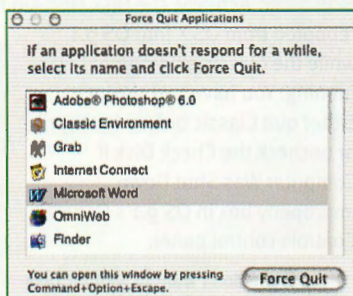 Force Quit Applications
If an application doesn't respond for a while,
select its name and click Force Quit.
Adobe® Photoshop® 6.0
Classic Environment
Grab
Internet Connect
Microsoft Word
OmniWeb
Finder
You can open this window by pressing
Command+Option+Escape.
Force Quit